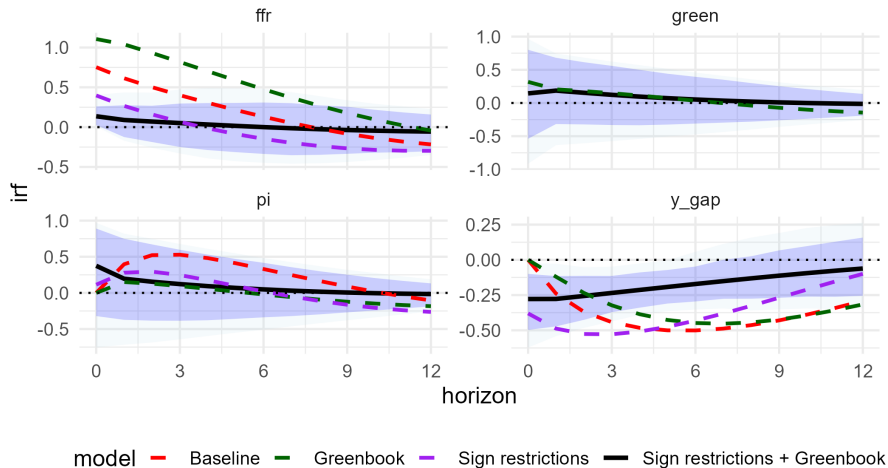 ffr
green
1.0
0.5
0.0
-0.5
1.0
0.5
0.0
-0.5
-1.0
irf
pi
y_gap
1.0
0.5
0.0
-0.5
0.25
0.00
-0.25
-0.50
0 3 6 9 12
0 3 6 9 12
horizon
model Baseline Greenbook Sign restrictions Sign restrictions + Greenbook